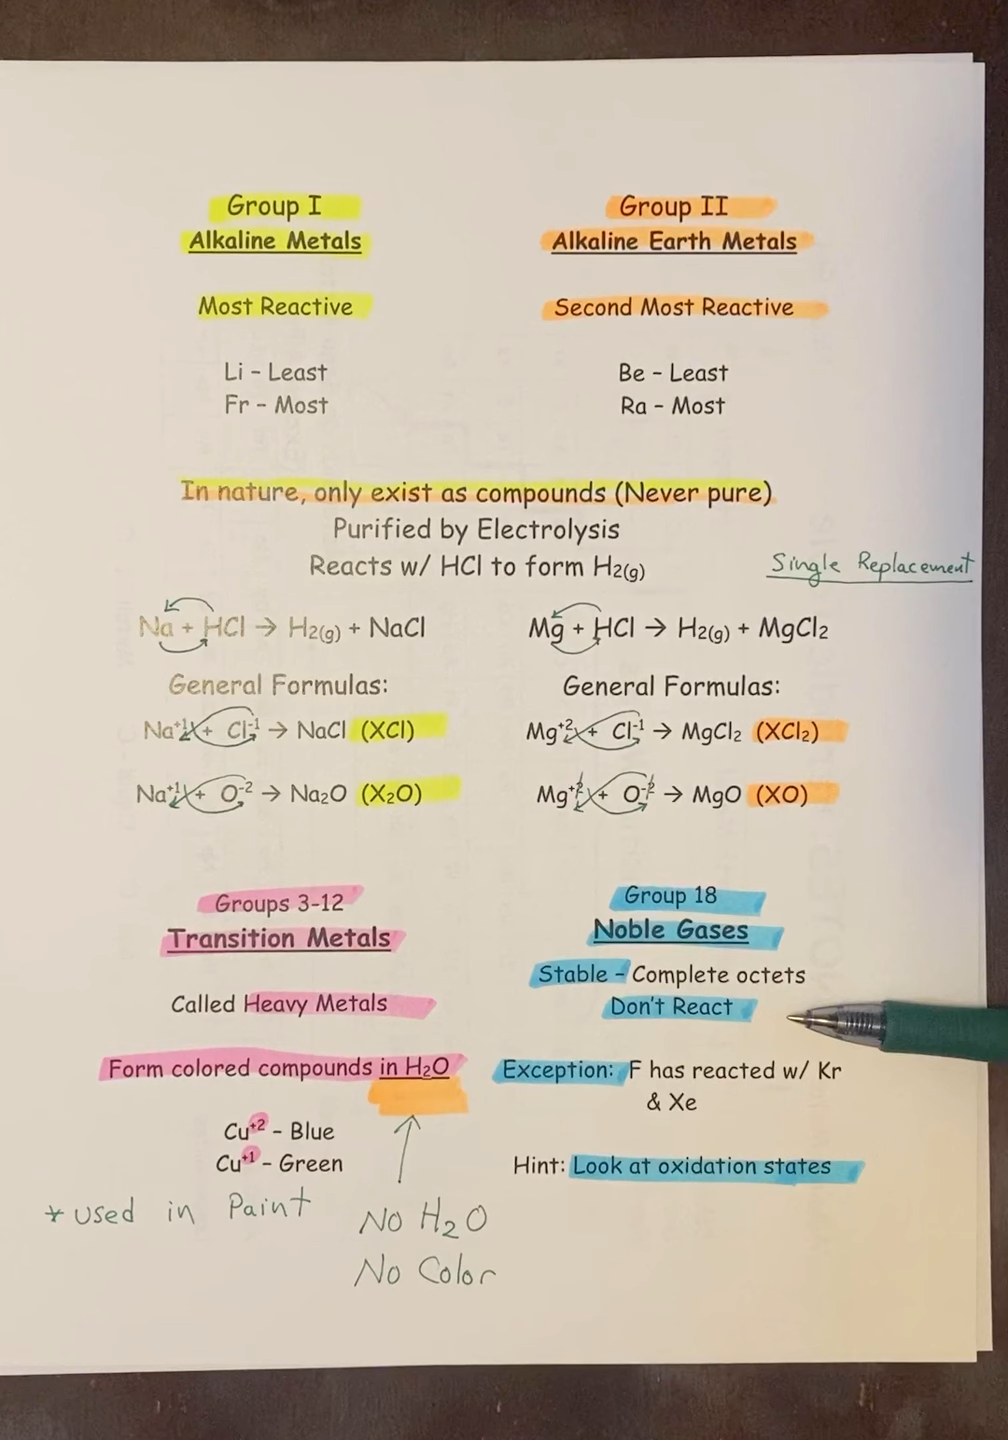 Group I
Alkaline Metals
Most Reactive
Li - Least
Fr - Most
Group II
Alkaline Earth Metals
Second Most Reactive
Be - Least
Ra - Most
In nature, only exist as compounds (Never pure)
Purified by Electrolysis
Reacts w/ HCl to form H₂(g)
Single Replacement
Na + HCl → H₂(g) + NaCl
General Formulas:
Na⁺¹ + Cl⁻¹ → NaCl (XCl)
Na⁺¹ + O⁻² → Na₂O (X₂O)
Mg + HCl → H₂(g) + MgCl₂
General Formulas:
Mg⁺² + Cl⁻¹ → MgCl₂ (XCl₂)
Mg⁺² + O⁻² → MgO (XO)
Groups 3-12
Transition Metals
Called Heavy Metals
Form colored compounds in H₂O
Cu⁺² - Blue
Cu⁺¹ - Green
* used in Paint
No H₂O
No Color
Group 18
Noble Gases
Stable - Complete octets
Don't React
Exception: F has reacted w/ Kr
& Xe
Hint: Look at oxidation states